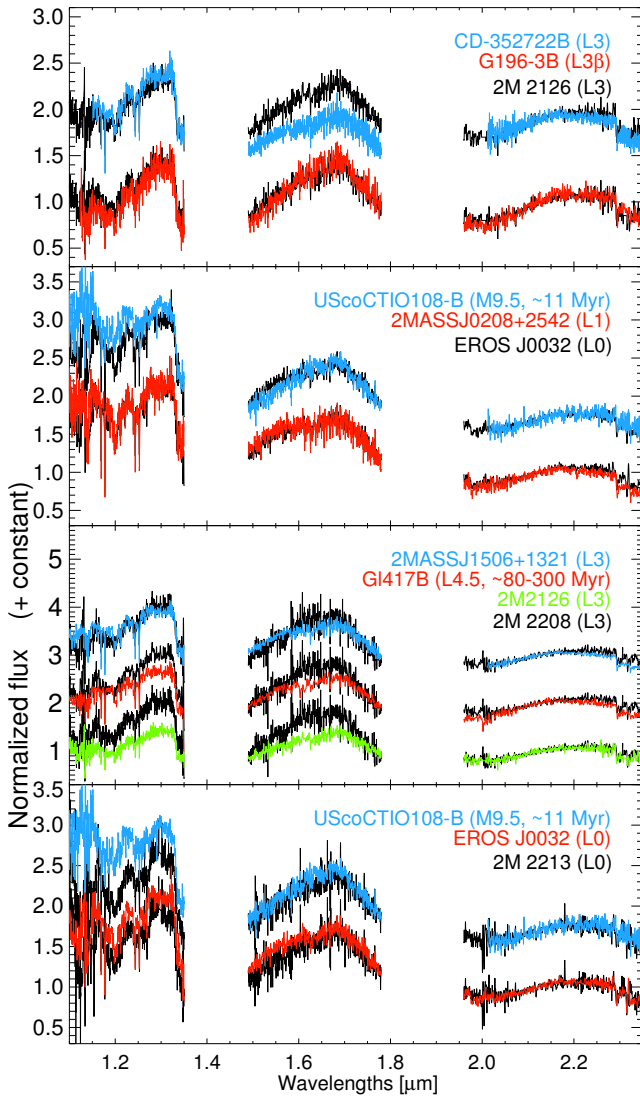 CD-352722B (L3)
G196-3B (L3β)
2M 2126 (L3)
2.5
2.0
1.5
1.0
0.5
UScoCTIO108-B (M9.5, ~11 Myr)
2MASSJ0208+2542 (L1)
EROS J0032 (L0)
3.5
3.0
2.5
2.0
1.5
1.0
2MASSJ1506+1321 (L3)
Gl417B (L4.5, ~80-300 Myr)
2M2126 (L3)
2M 2208 (L3)
5
4
3
2
1
UScoCTIO108-B (M9.5, ~11 Myr)
EROS J0032 (L0)
2M 2213 (L0)
3.5
3.0
2.5
2.0
1.5
1.0
0.5
1.2 1.4 1.6 1.8 2.0 2.2
Wavelengths [μm]
Normalized flux (+ constant)